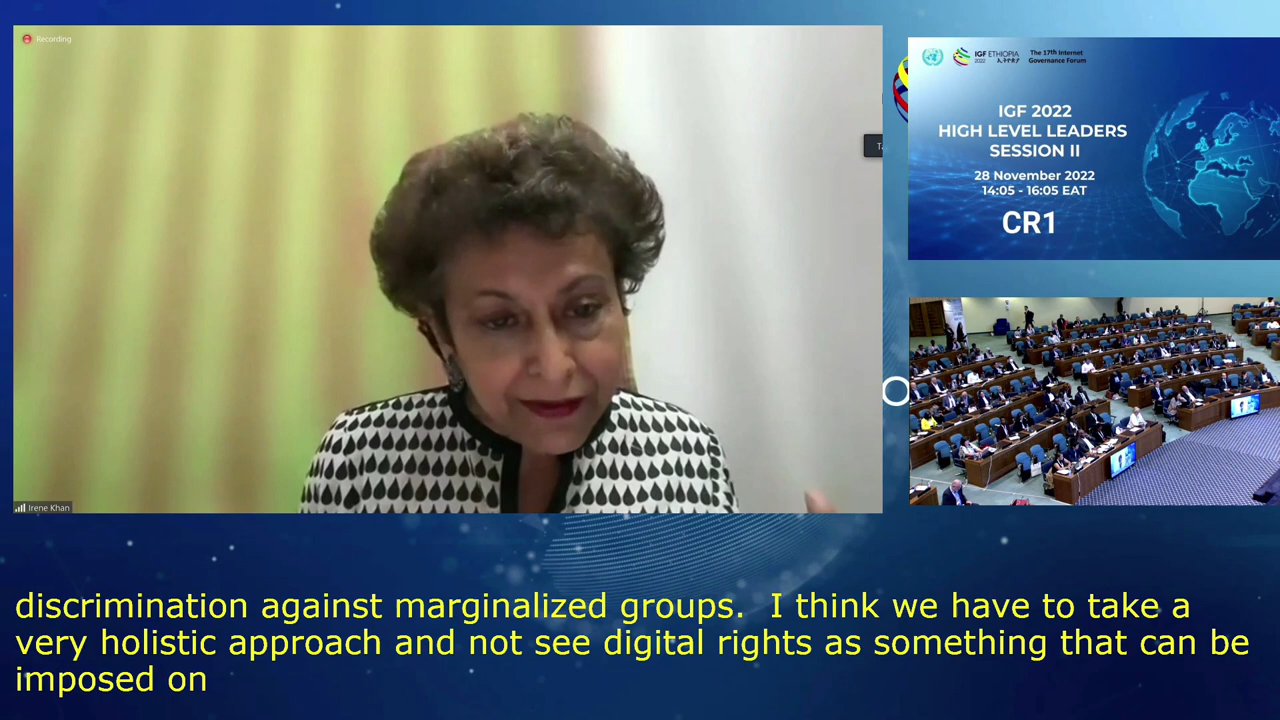 Recording
IGF ETHIOPIA
2022 ኢትዮጵያ
The 17th Internet
Governance Forum
IGF 2022
HIGH LEVEL LEADERS
SESSION II
28 November 2022
14:05 - 16:05 EAT
CR1
Irene Khan
discrimination against marginalized groups.  I think we have to take a
very holistic approach and not see digital rights as something that can be
imposed on